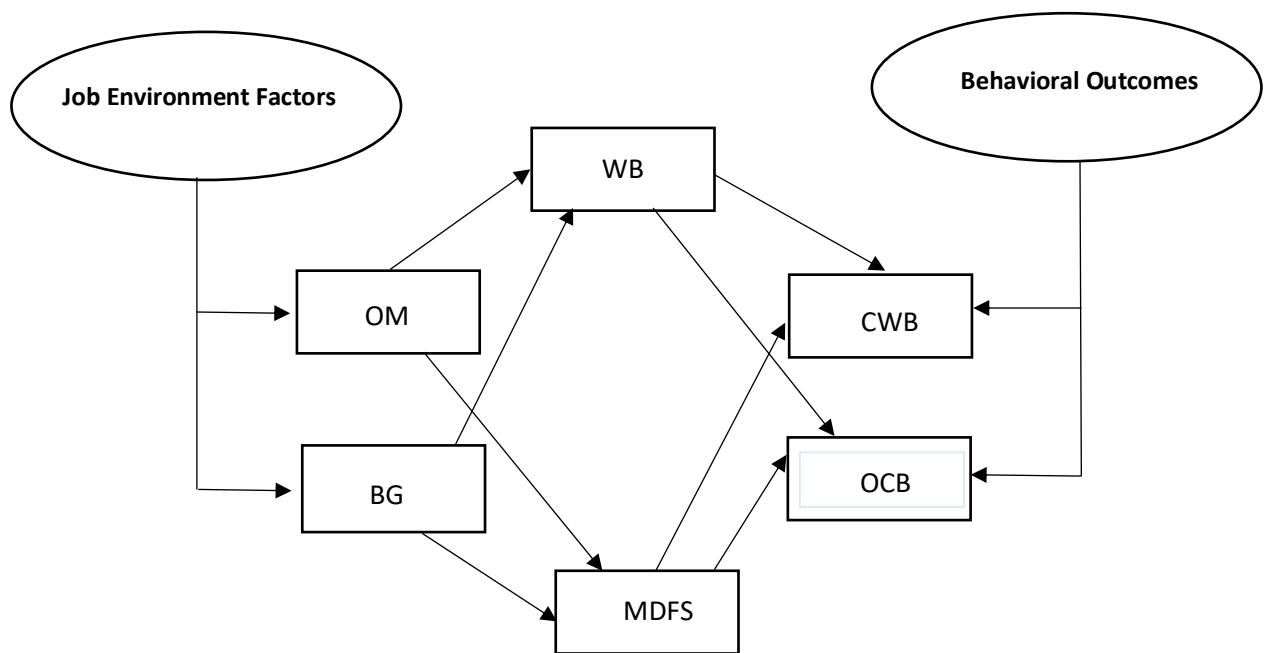 Job Environment Factors
Behavioral Outcomes
WB
OM
CWB
BG
OCB
MDFS